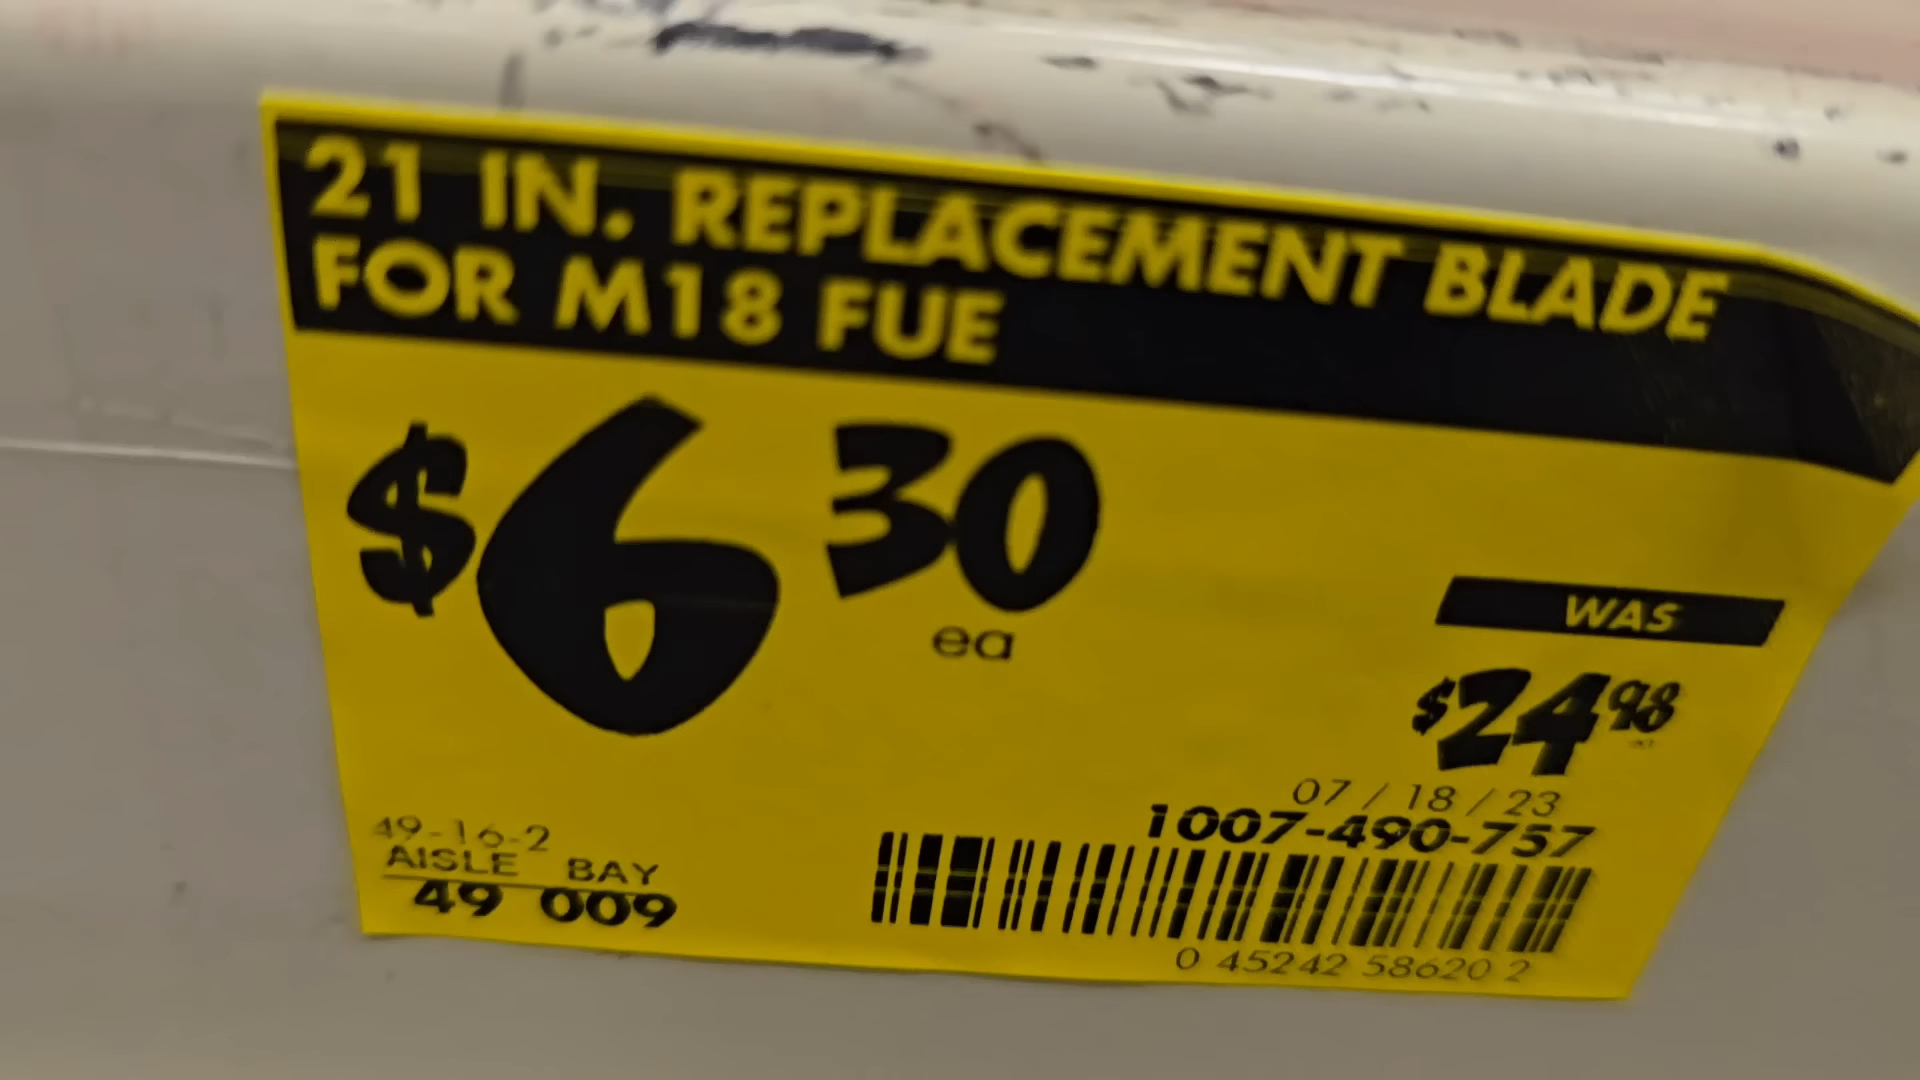 21 IN. REPLACEMENT BLADE
FOR M18 FUE
$6 30
ea
WAS
$24 98
07/18/23
1007-490-757
49-16-2
AISLE BAY
49 009
0 45242 58620 2